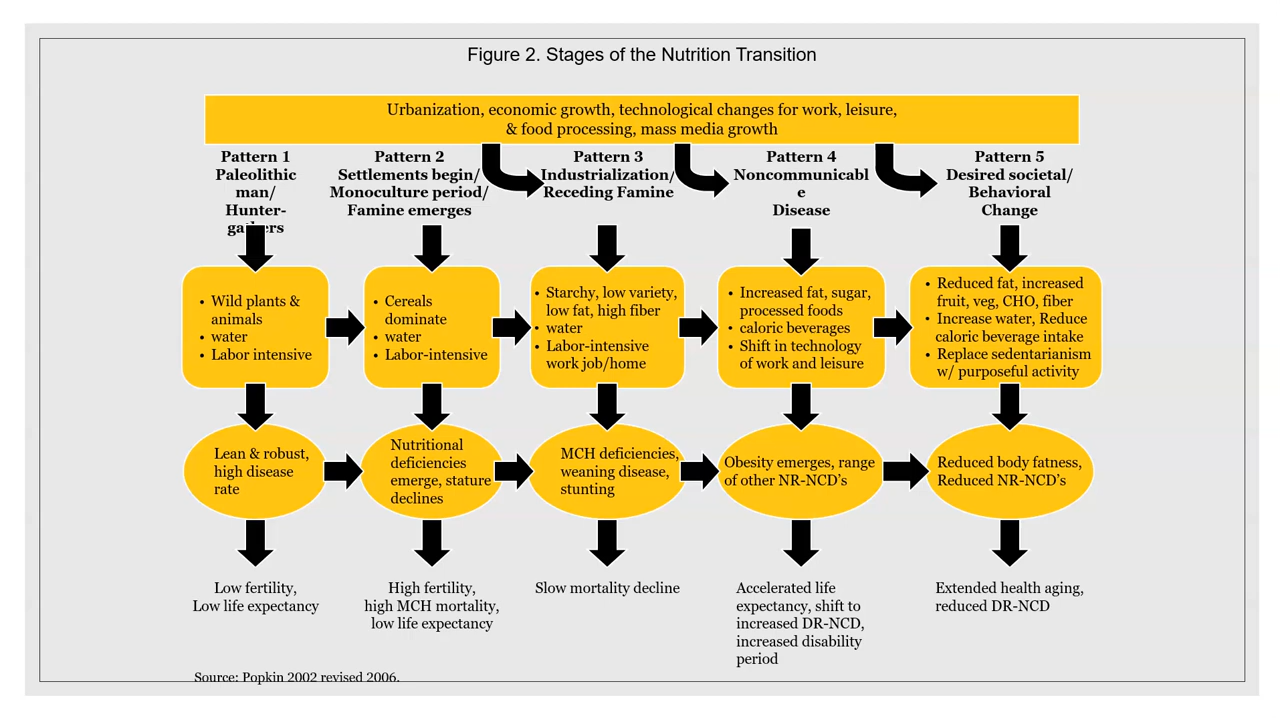 Figure 2. Stages of the Nutrition Transition
Urbanization, economic growth, technological changes for work, leisure,
& food processing, mass media growth
Pattern 1
Paleolithic
man/
Hunter-
gathers
Pattern 2
Settlements begin/
Monoculture period/
Famine emerges
Pattern 3
Industrialization/
Receding Famine
Pattern 4
Noncommunicabl
e
Disease
Pattern 5
Desired societal/
Behavioral
Change
• Wild plants &
animals
• water
• Labor intensive
• Cereals
dominate
• water
• Labor-intensive
• Starchy, low variety,
low fat, high fiber
• water
• Labor-intensive
work job/home
• Increased fat, sugar,
processed foods
• caloric beverages
• Shift in technology
of work and leisure
• Reduced fat, increased
fruit, veg, CHO, fiber
• Increase water, Reduce
caloric beverage intake
• Replace sedentarianism
w/ purposeful activity
Lean & robust,
high disease
rate
Nutritional
deficiencies
emerge, stature
declines
MCH deficiencies,
weaning disease,
stunting
Obesity emerges, range
of other NR-NCD's
Reduced body fatness,
Reduced NR-NCD's
Low fertility,
Low life expectancy
High fertility,
high MCH mortality,
low life expectancy
Slow mortality decline
Accelerated life
expectancy, shift to
increased DR-NCD,
increased disability
period
Extended health aging,
reduced DR-NCD
Source: Popkin 2002 revised 2006.